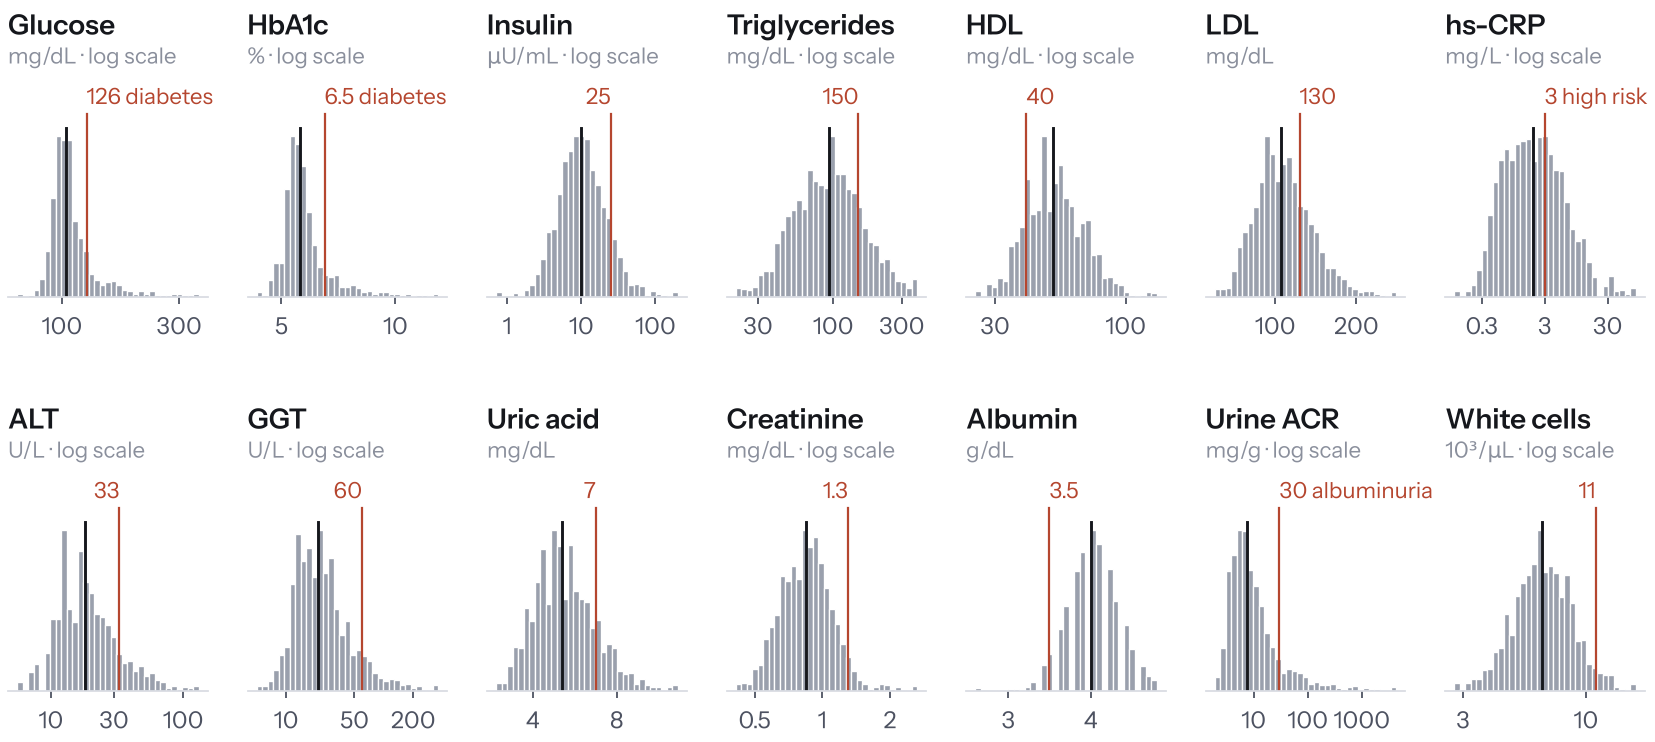 Glucose
mg/dL · log scale
126 diabetes
100 300
HbA1c
% · log scale
6.5 diabetes
5 10
Insulin
µU/mL · log scale
25
1 10 100
Triglycerides
mg/dL · log scale
150
30 100 300
HDL
mg/dL · log scale
40
30 100
LDL
mg/dL
130
100 200
hs-CRP
mg/L · log scale
3 high risk
0.3 3 30
ALT
U/L · log scale
33
10 30 100
GGT
U/L · log scale
60
10 50 200
Uric acid
mg/dL
7
4 8
Creatinine
mg/dL · log scale
1.3
0.5 1 2
Albumin
g/dL
3.5
3 4
Urine ACR
mg/g · log scale
30 albuminuria
10 100 1000
White cells
10³/µL · log scale
11
3 10